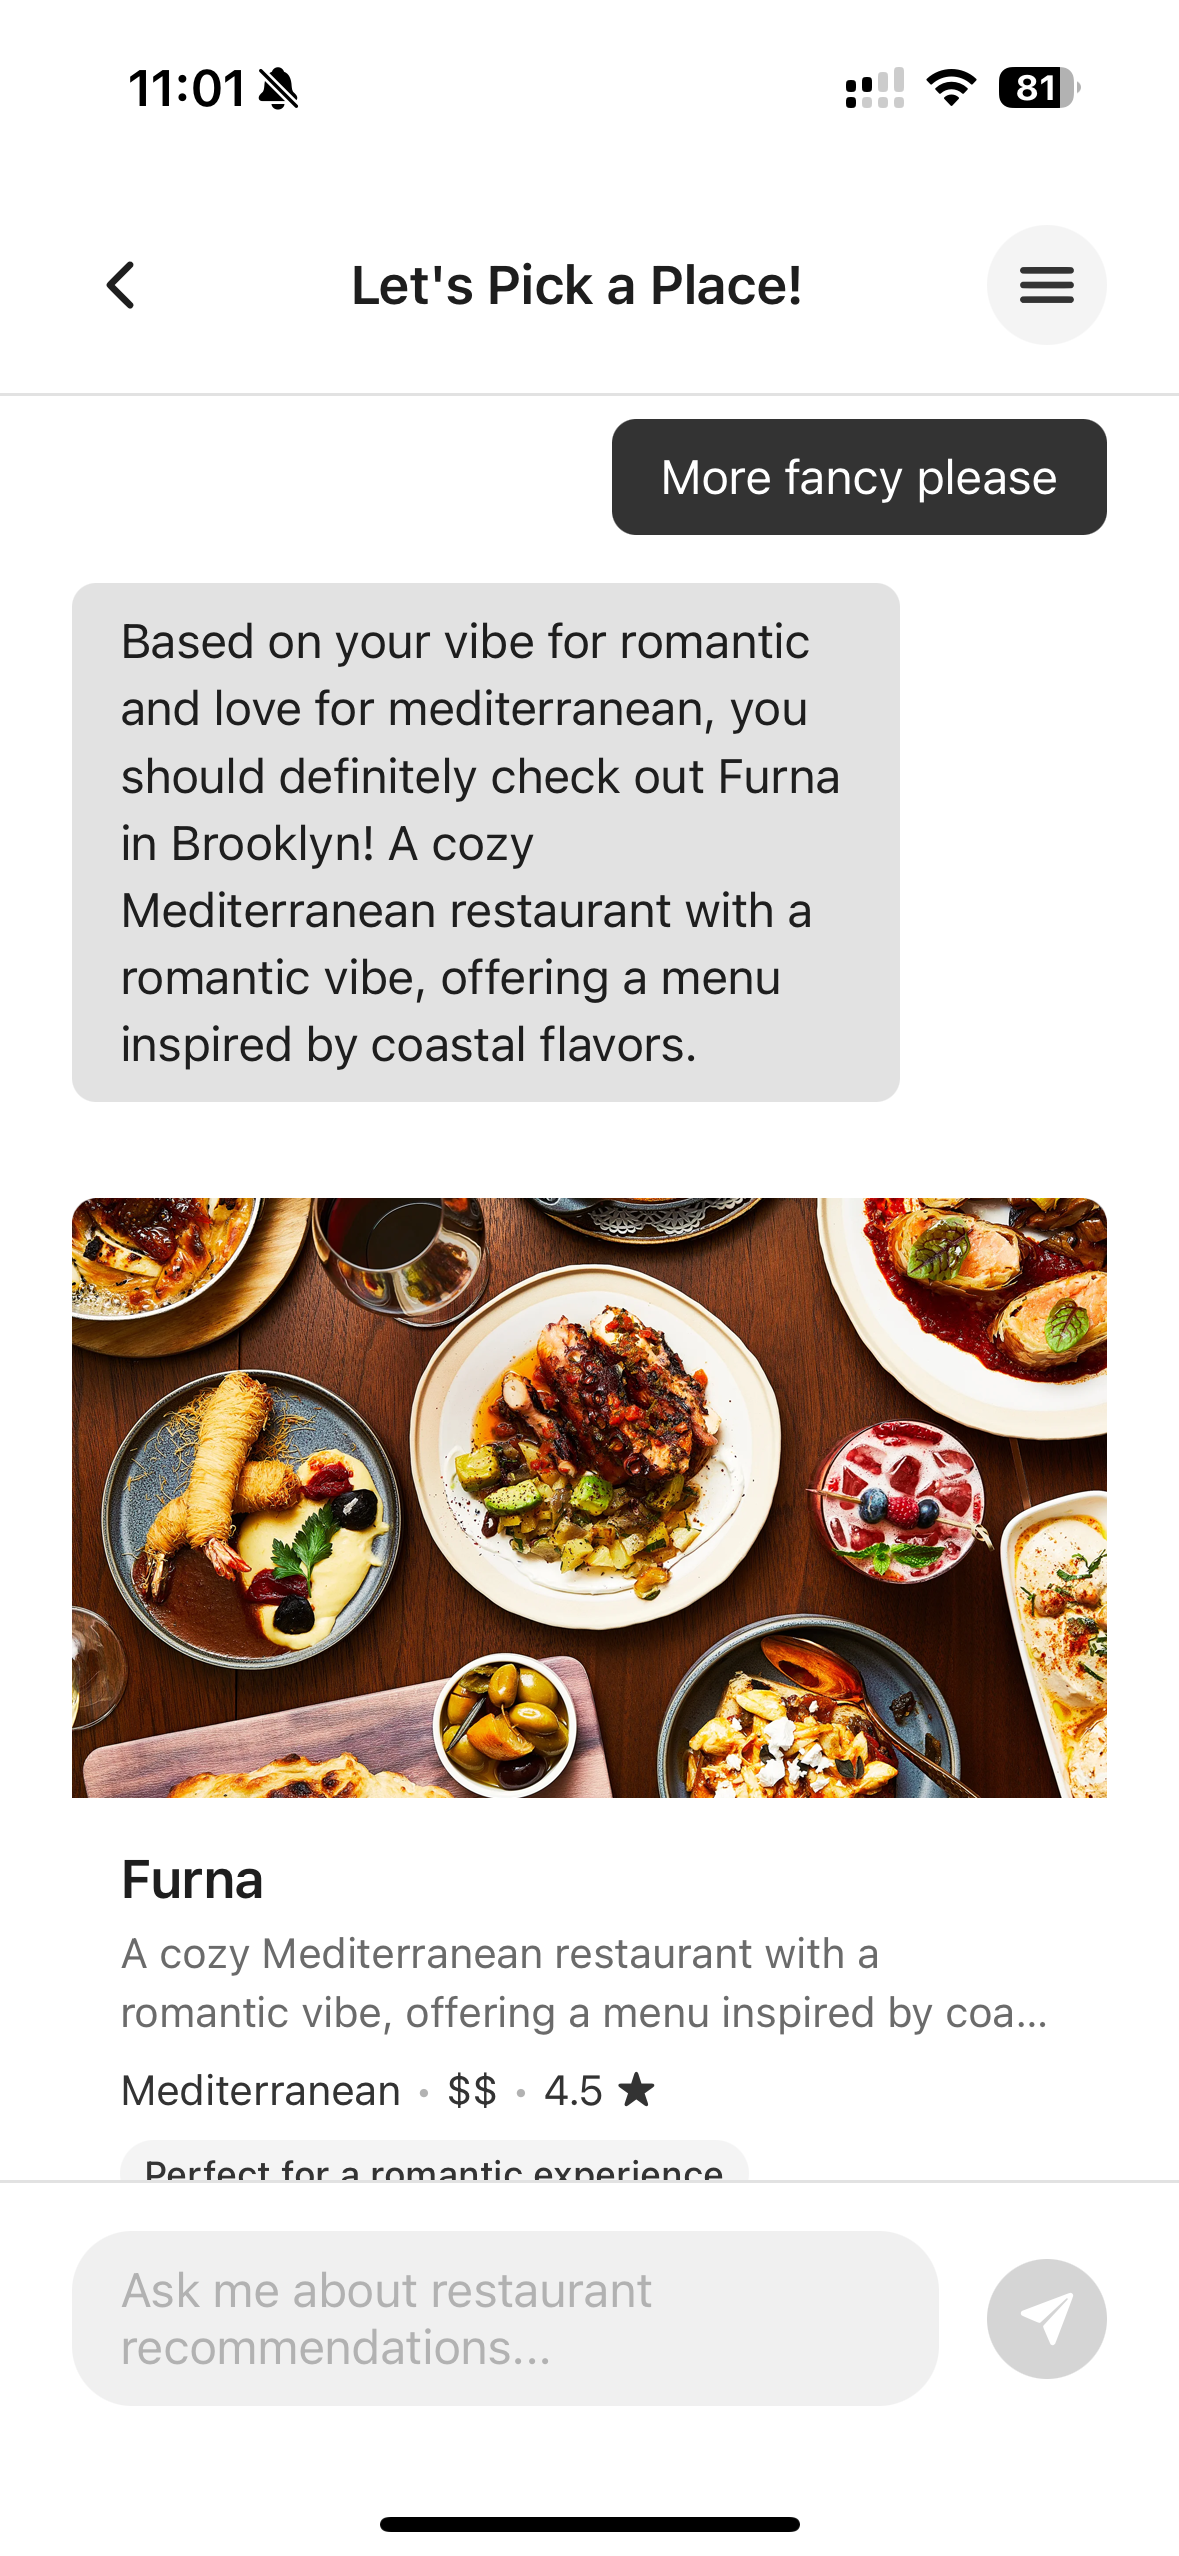 11:01
81
Let's Pick a Place!
More fancy please
Based on your vibe for romantic
and love for mediterranean, you
should definitely check out Furna
in Brooklyn! A cozy
Mediterranean restaurant with a
romantic vibe, offering a menu
inspired by coastal flavors.
Furna
A cozy Mediterranean restaurant with a
romantic vibe, offering a menu inspired by coa...
Mediterranean • $$ • 4.5 ★
Perfect for a romantic experience
Ask me about restaurant
recommendations...